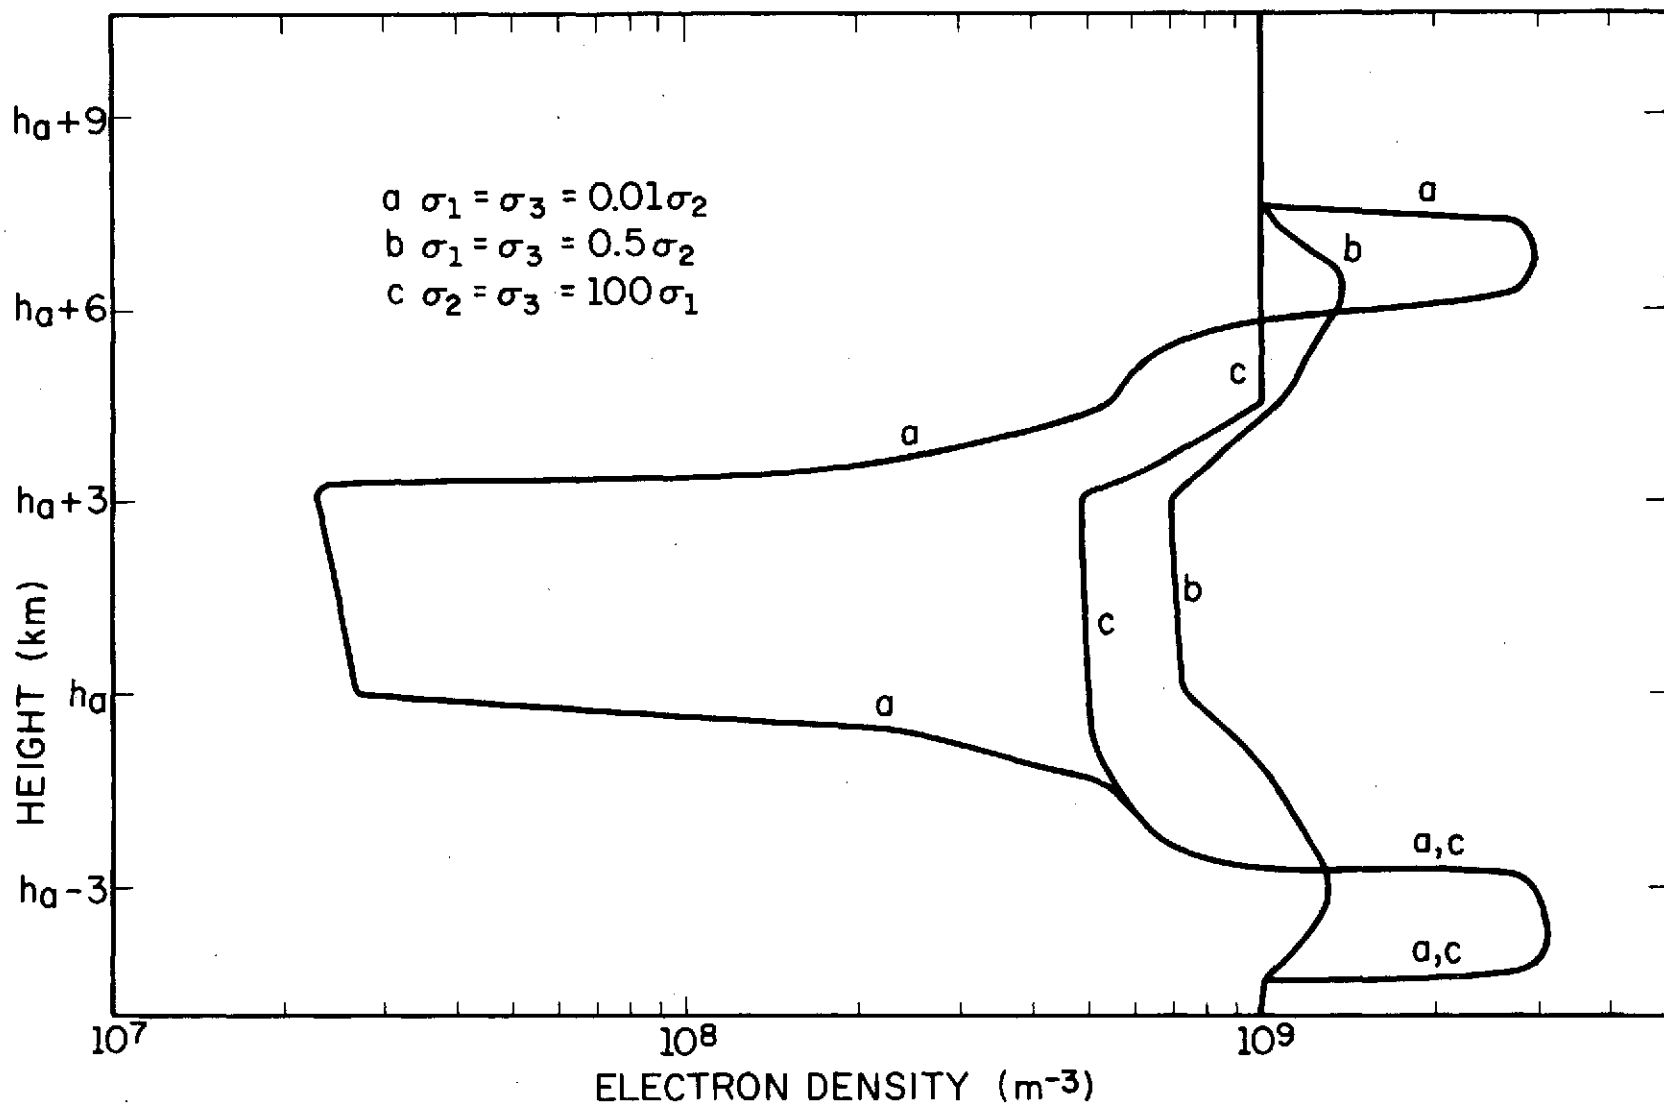 hₐ+9
hₐ+6
hₐ+3
hₐ
hₐ-3
HEIGHT (km)
a σ₁ = σ₃ = 0.01σ₂
b σ₁ = σ₃ = 0.5σ₂
c σ₂ = σ₃ = 100σ₁
a
b
c
a
c
b
a
a,c
a,c
10⁷
10⁸
10⁹
ELECTRON DENSITY (m⁻³)